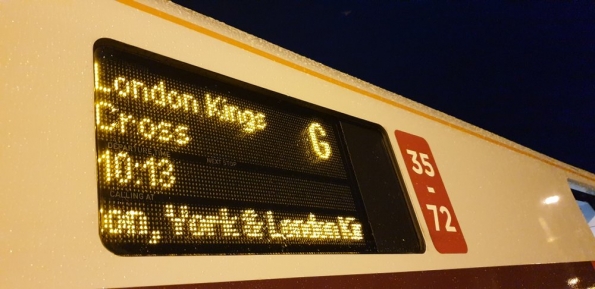 London Kings
Cross
G
10:13
on, York & London Ki
35
-
72